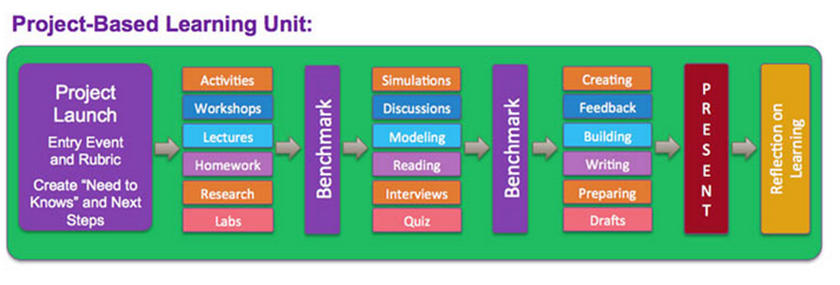 Project-Based Learning Unit:
Project
Launch
Entry Event
and Rubric
Create “Need to
Knows” and Next
Steps
Activities
Workshops
Lectures
Homework
Research
Labs
Benchmark
Simulations
Discussions
Modeling
Reading
Interviews
Quiz
Benchmark
Creating
Feedback
Building
Writing
Preparing
Drafts
PRESENT
Reflection on
Learning